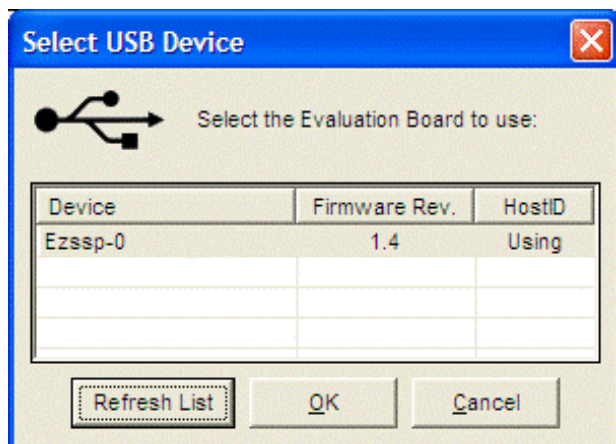 Select USB Device
Select the Evaluation Board to use:
Device Firmware Rev. HostID
Ezssp-0 1.4 Using
Refresh List OK Cancel